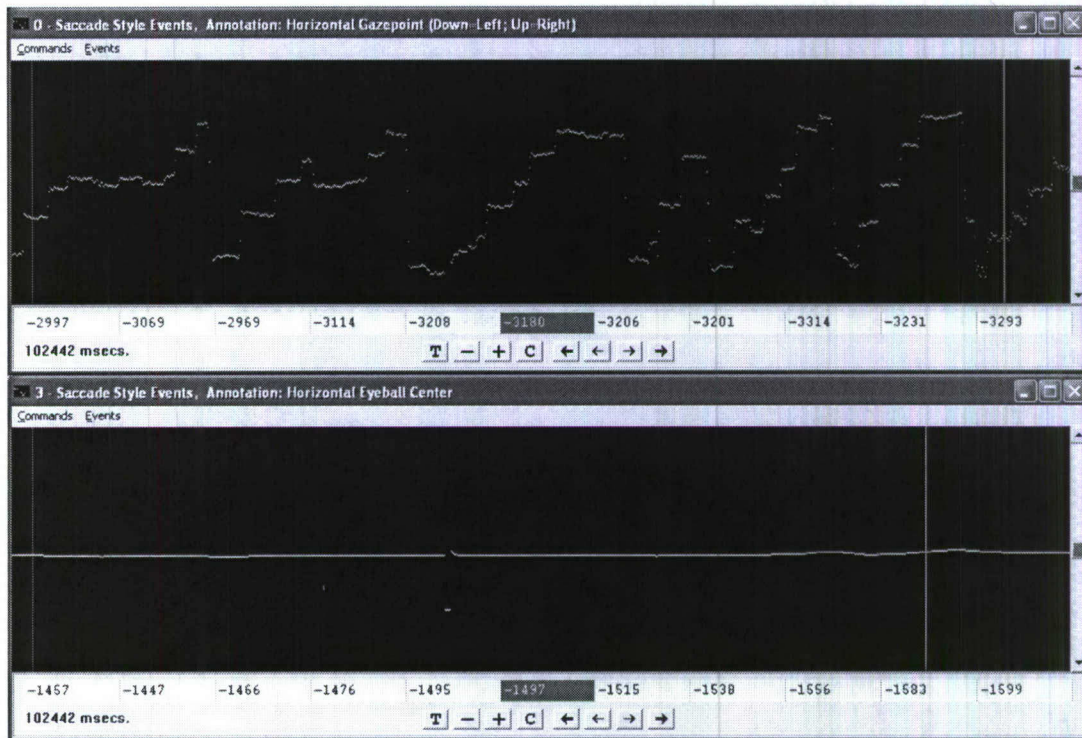 0 - Saccade Style Events, Annotation: Horizontal Gazepoint (Down-Left; Up-Right)
Commands Events
-2997 -3069 -2969 -3114 -3208 -3180 -3206 -3201 -3314 -3231 -3293
102442 msecs. T - + C ← ← → →
3 - Saccade Style Events, Annotation: Horizontal Eyeball Center
Commands Events
-1457 -1447 -1466 -1476 -1495 -1497 -1515 -1538 -1556 -1583 -1599
102442 msecs. T - + C ← ← → →